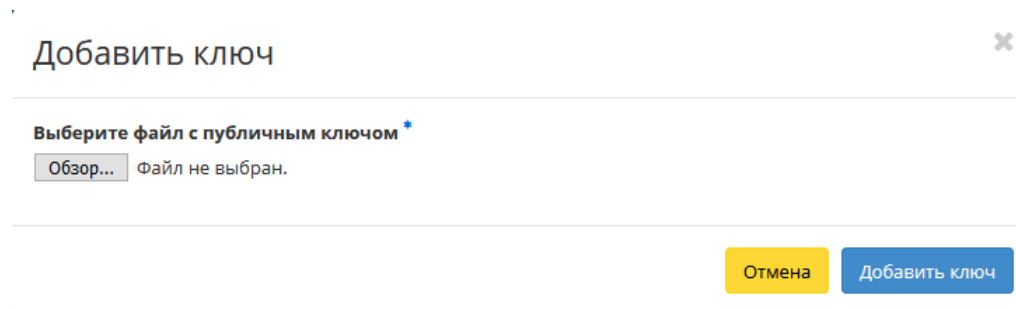 Добавить ключ
Выберите файл с публичным ключом *
Обзор... Файл не выбран.
Отмена Добавить ключ